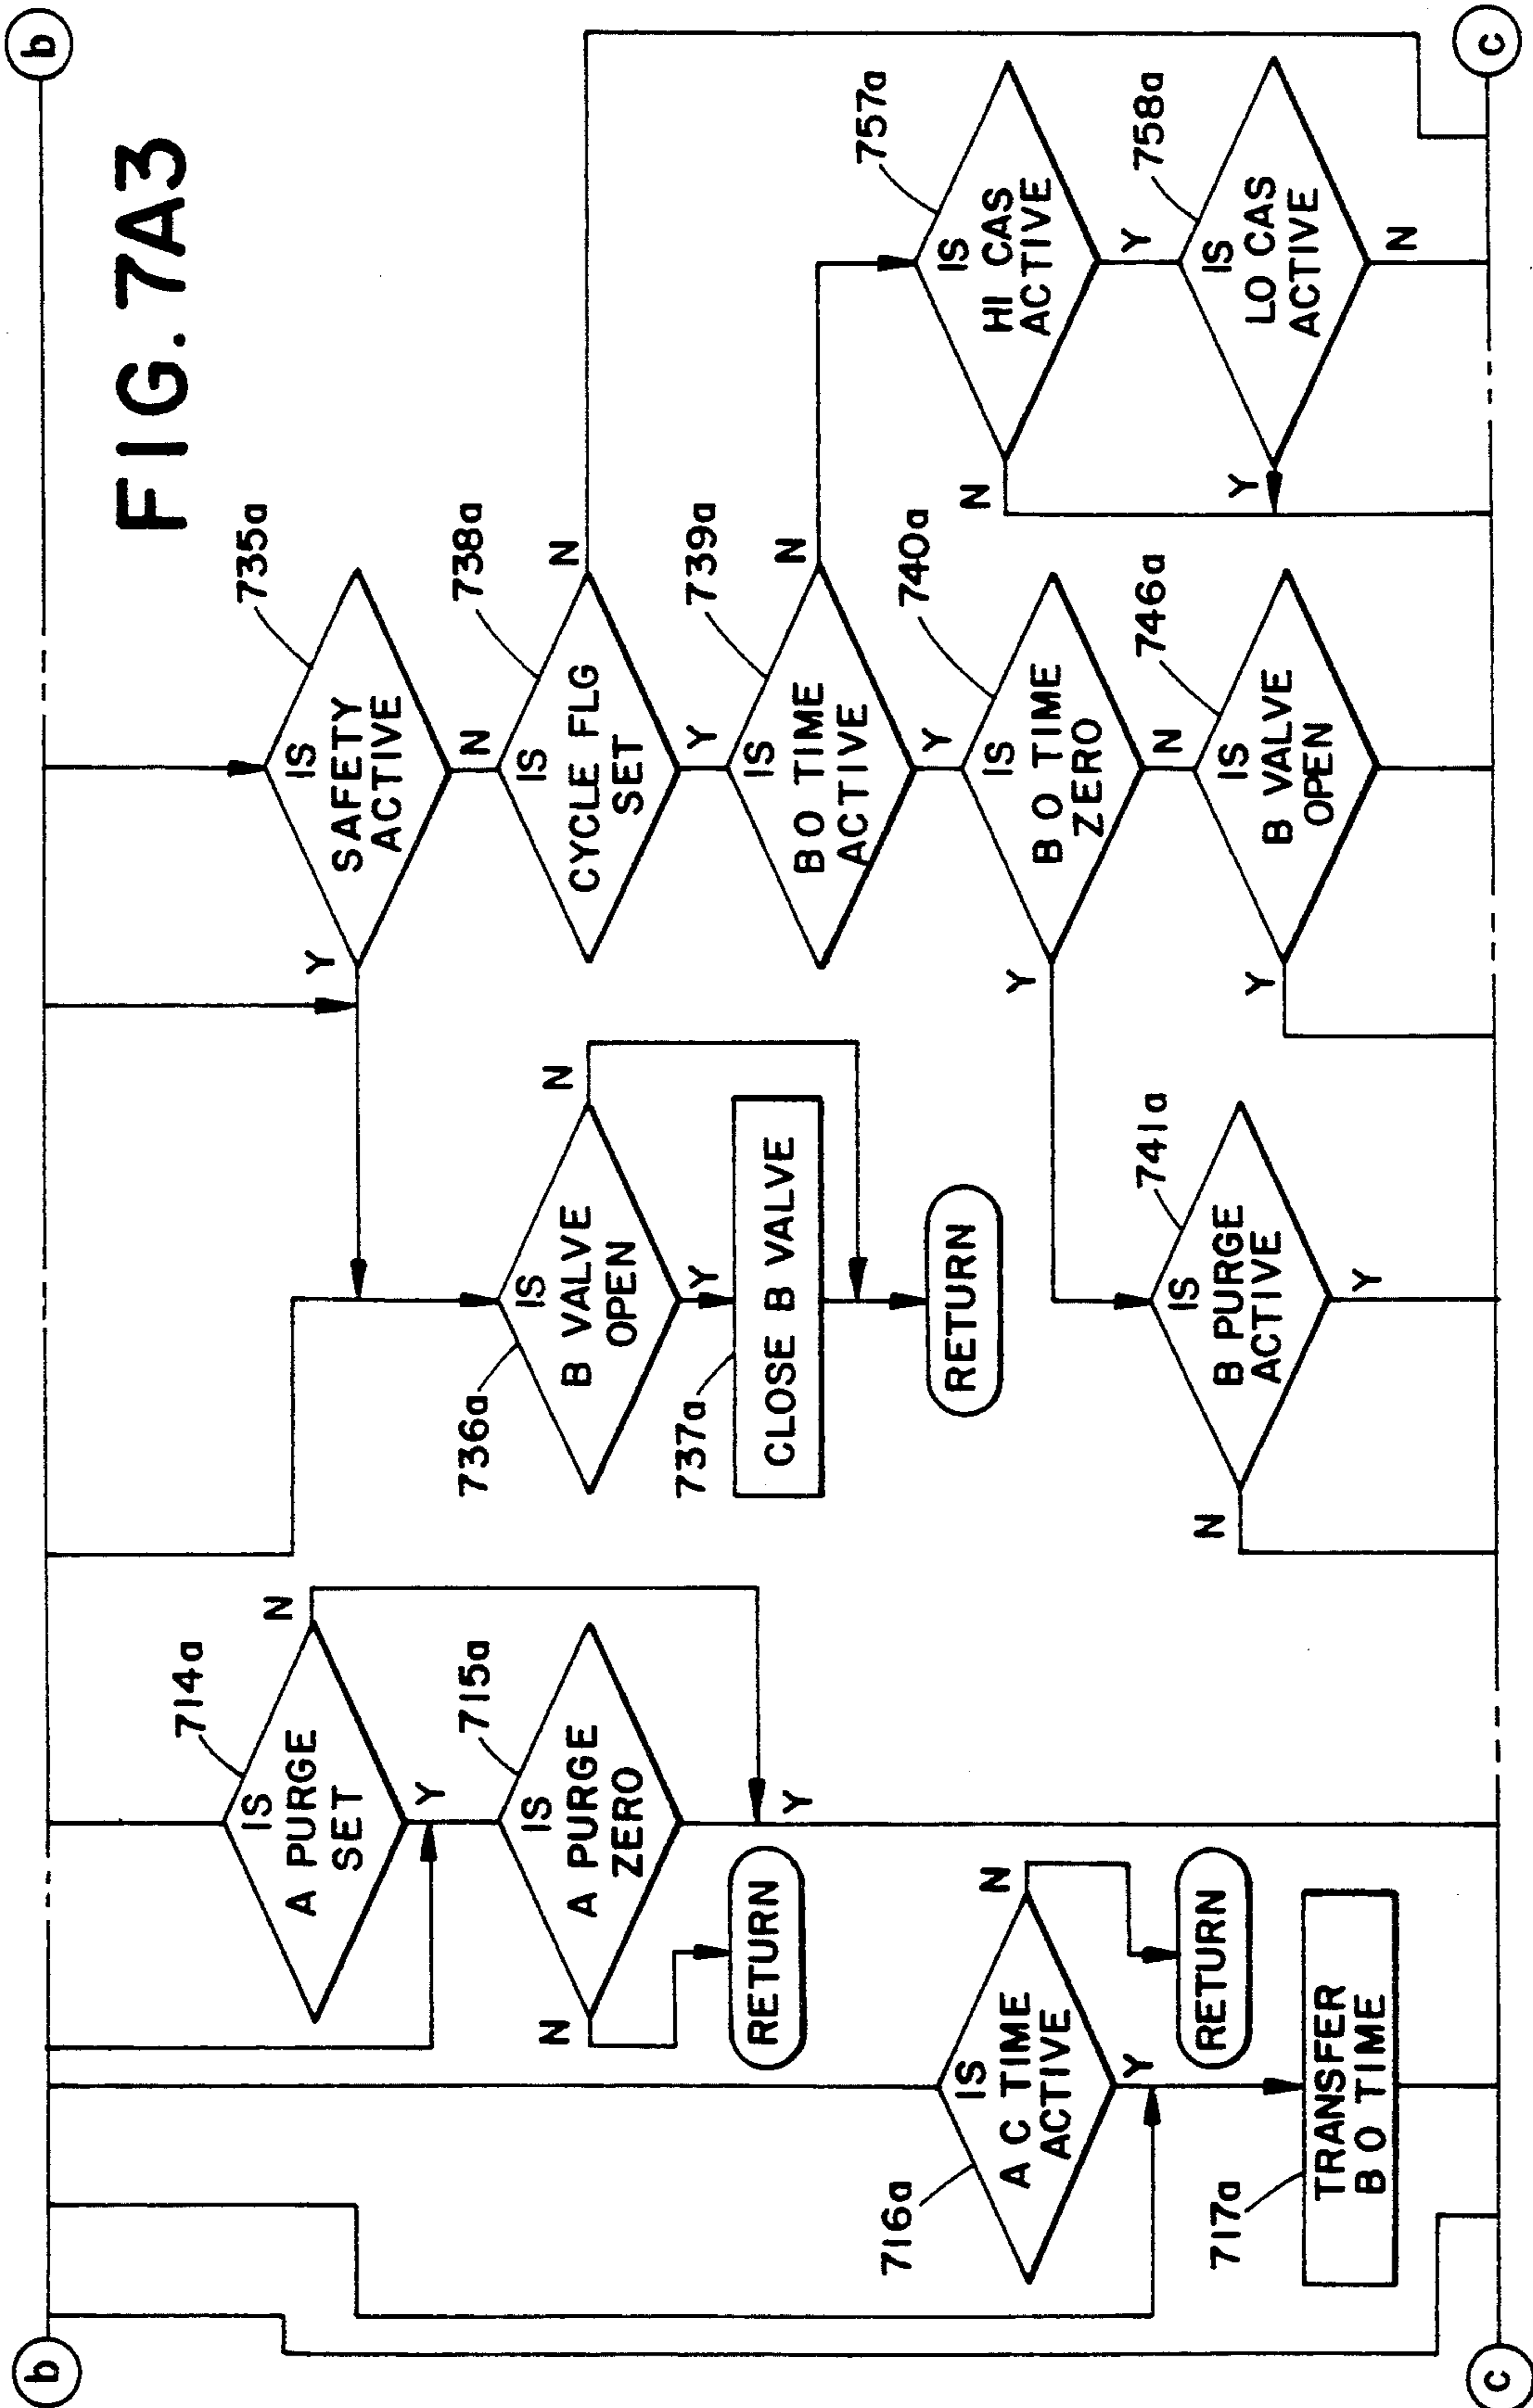 b
b
FIG. 7A3
714a
IS
A PURGE
SET
N
Y
715a
IS
A PURGE
ZERO
N
Y
RETURN
716a
IS
A C TIME
ACTIVE
N
Y
RETURN
717a
TRANSFER
B O TIME
735a
IS
SAFETY
ACTIVE
Y
N
736a
IS
B VALVE
OPEN
N
Y
737a
CLOSE B VALVE
RETURN
738a
IS
CYCLE FLG
SET
N
Y
739a
IS
B O TIME
ACTIVE
N
Y
740a
IS
B O TIME
ZERO
Y
N
741a
IS
B PURGE
ACTIVE
N
Y
746a
IS
B VALVE
OPEN
Y
757a
IS
HI CAS
ACTIVE
N
Y
758a
IS
LO CAS
ACTIVE
Y
N
c
c